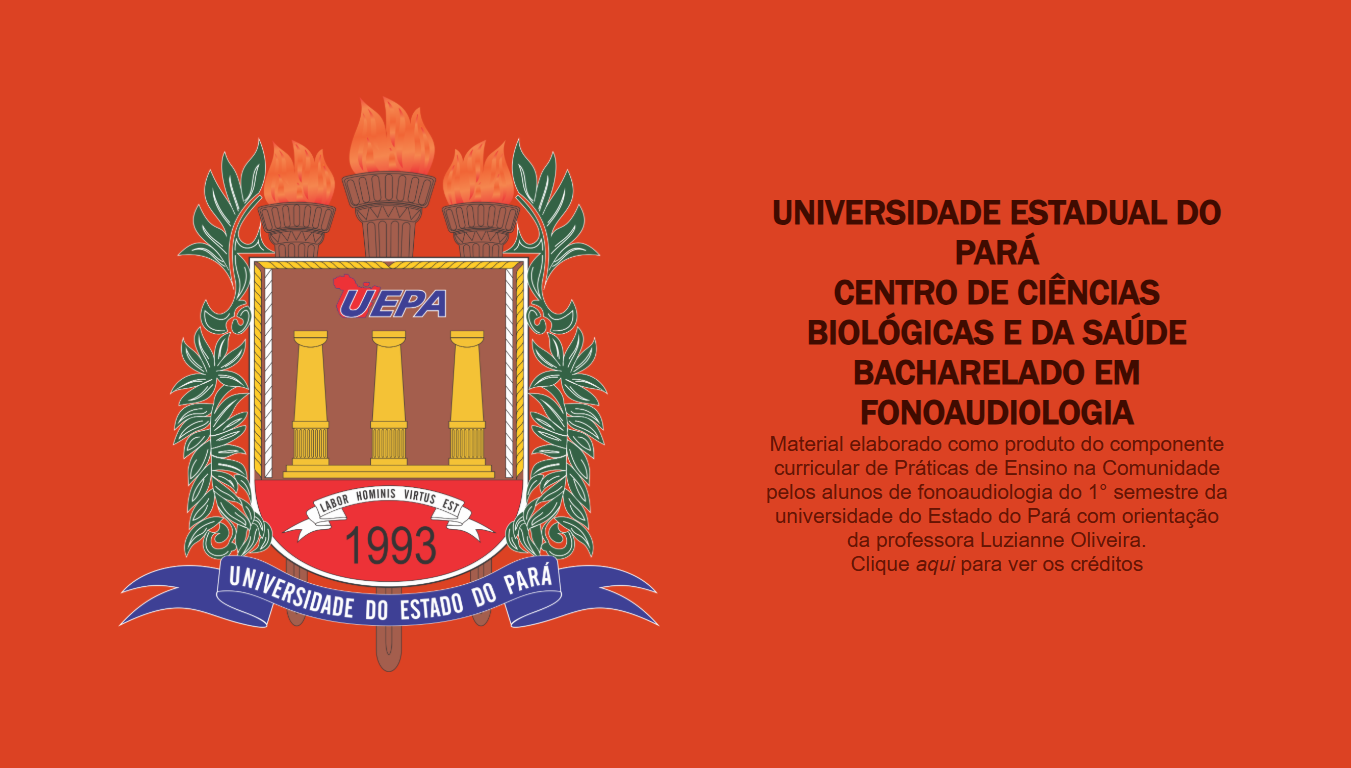 UEPA
LABOR HOMINIS VIRTUS EST
1993
UNIVERSIDADE DO ESTADO DO PARÁ
UNIVERSIDADE ESTADUAL DO
PARÁ
CENTRO DE CIÊNCIAS
BIOLÓGICAS E DA SAÚDE
BACHARELADO EM
FONOAUDIOLOGIA
Material elaborado como produto do componente
curricular de Práticas de Ensino na Comunidade
pelos alunos de fonoaudiologia do 1° semestre da
universidade do Estado do Pará com orientação
da professora Luzianne Oliveira.
Clique aqui para ver os créditos